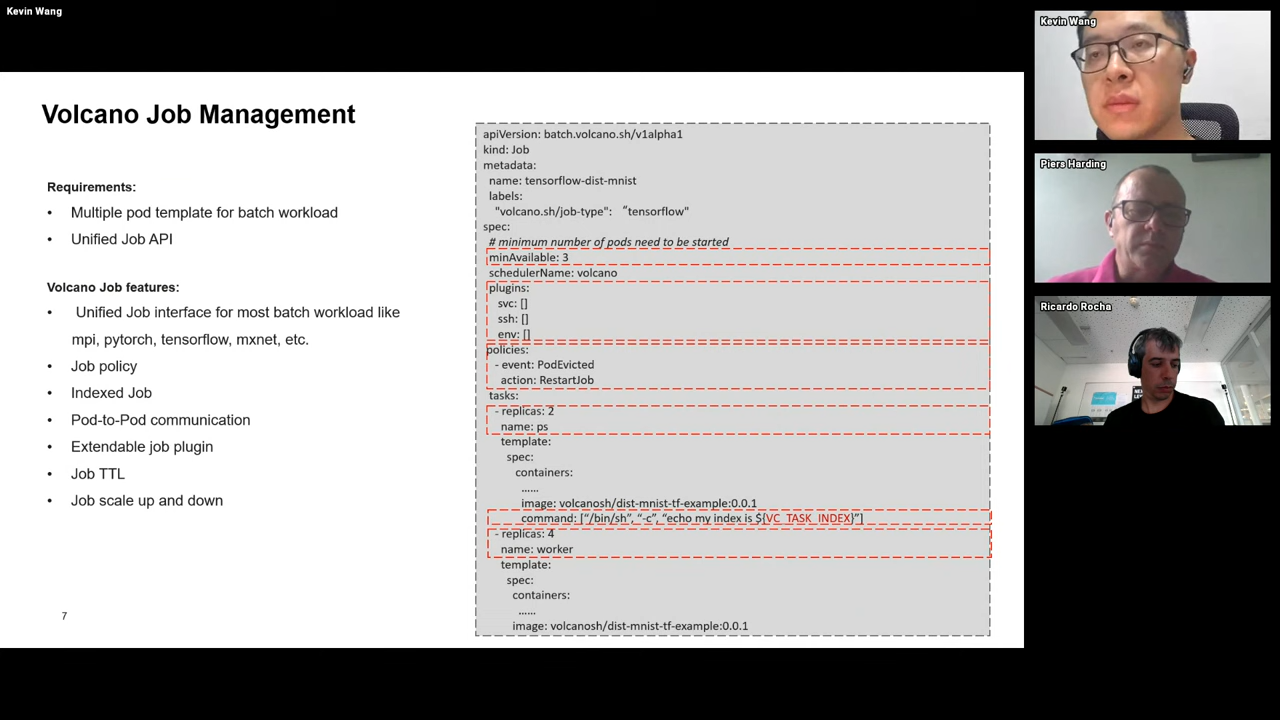 Kevin Wang
Volcano Job Management
Requirements:
• Multiple pod template for batch workload
• Unified Job API
Volcano Job features:
• Unified Job interface for most batch workload like
mpi, pytorch, tensorflow, mxnet, etc.
• Job policy
• Indexed Job
• Pod-to-Pod communication
• Extendable job plugin
• Job TTL
• Job scale up and down
7
apiVersion: batch.volcano.sh/v1alpha1
kind: Job
metadata:
name: tensorflow-dist-mnist
labels:
"volcano.sh/job-type": “tensorflow"
spec:
# minimum number of pods need to be started
minAvailable: 3
schedulerName: volcano
plugins:
svc: []
ssh: []
env: []
policies:
- event: PodEvicted
action: RestartJob
tasks:
- replicas: 2
name: ps
template:
spec:
containers:
......
image: volcanosh/dist-mnist-tf-example:0.0.1
command: [“/bin/sh”, “-c”, “echo my index is ${VC_TASK_INDEX}”]
- replicas: 4
name: worker
template:
spec:
containers:
......
image: volcanosh/dist-mnist-tf-example:0.0.1
Kevin Wang
Piers Harding
Ricardo Rocha